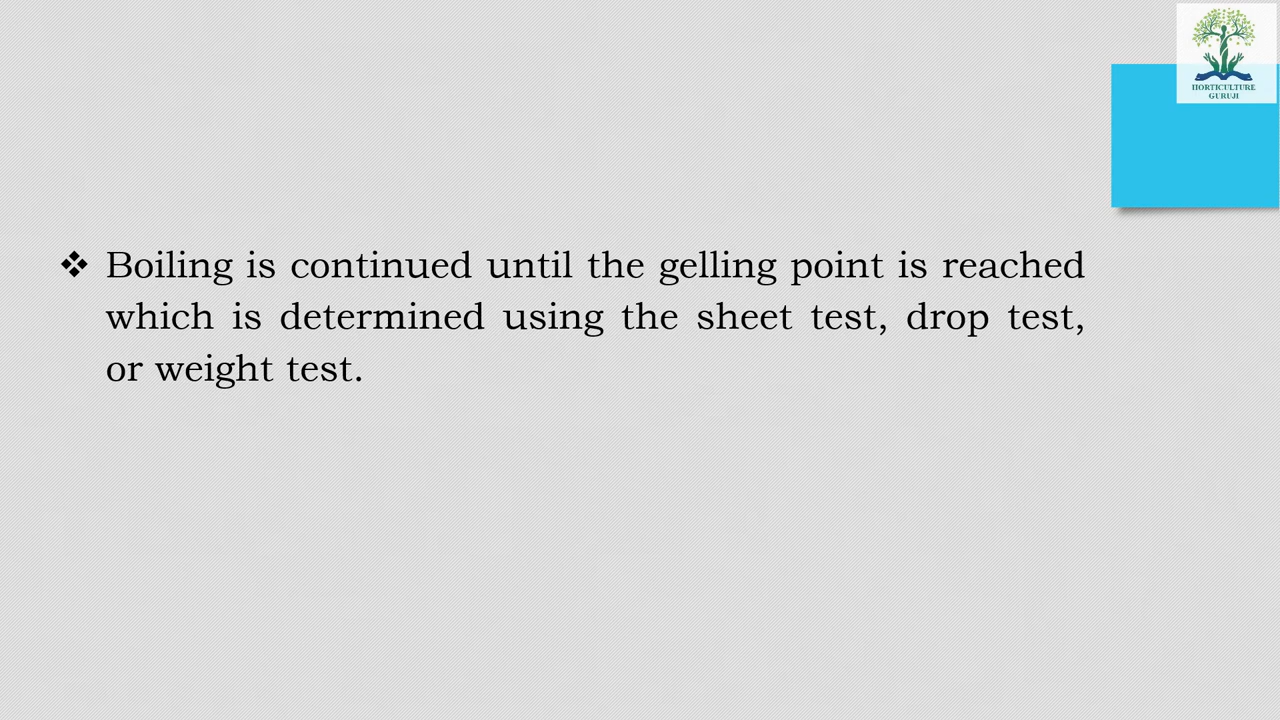 HORTICULTURE
GURUJI
❖ Boiling is continued until the gelling point is reached
which is determined using the sheet test, drop test,
or weight test.